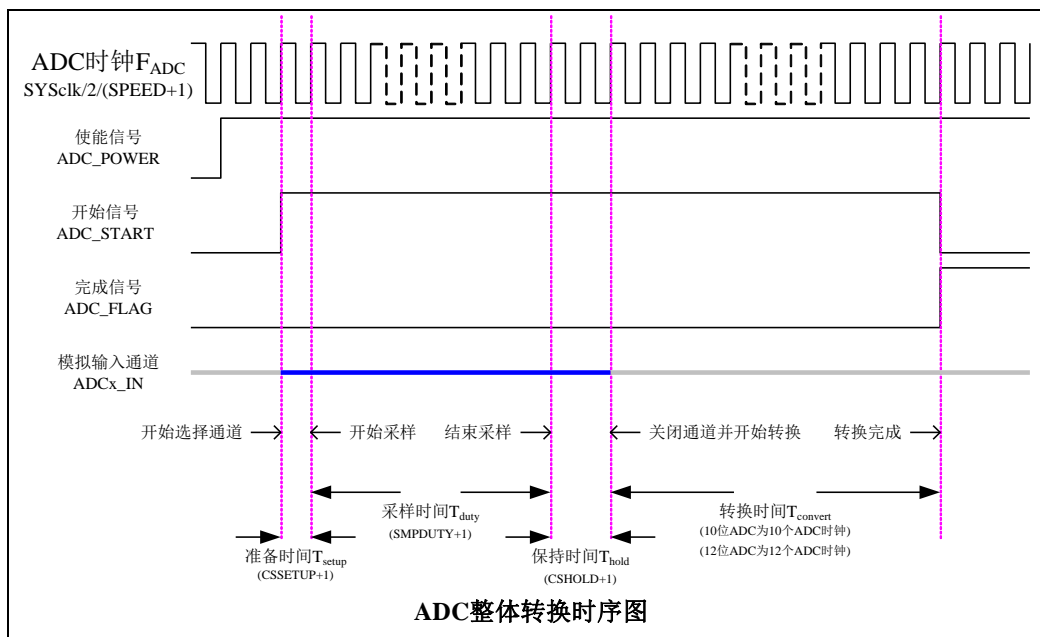 ADC时钟FADC
SYSclk/2/(SPEED+1)
使能信号
ADC_POWER
开始信号
ADC_START
完成信号
ADC_FLAG
模拟输入通道
ADCx_IN
开始选择通道
开始采样
结束采样
关闭通道并开始转换
转换完成
采样时间Tduty
(SMPDUTY+1)
转换时间Tconvert
(10位ADC为10个ADC时钟)
(12位ADC为12个ADC时钟)
准备时间Tsetup
(CSSETUP+1)
保持时间Thold
(CSHOLD+1)
ADC整体转换时序图